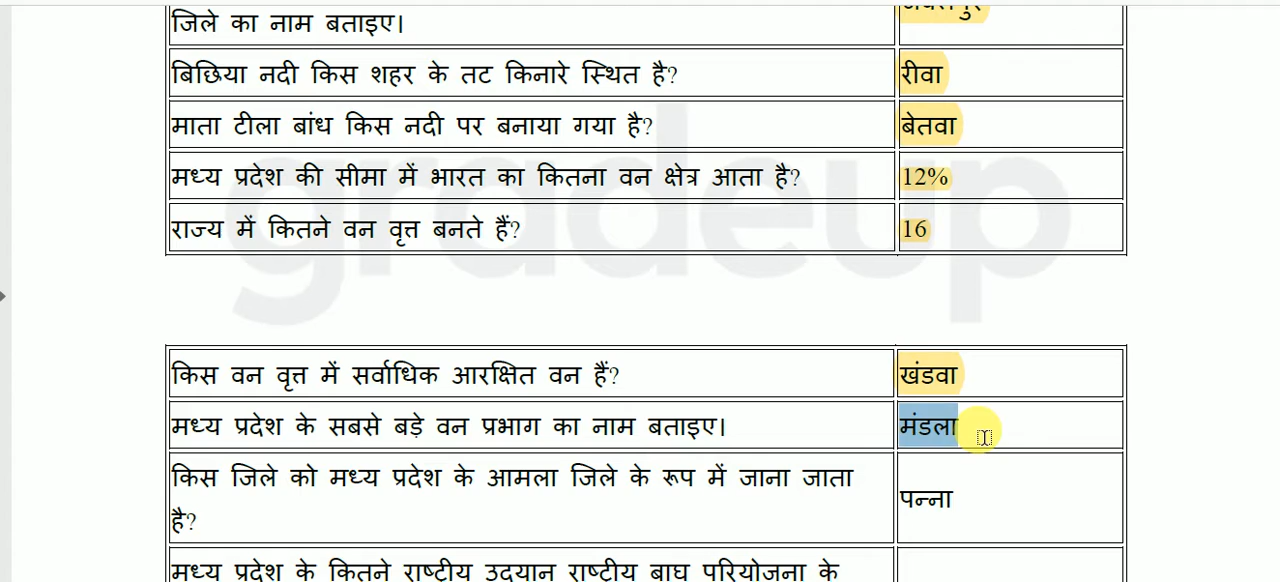 जिले का नाम बताइए।
बिछिया नदी किस शहर के तट किनारे स्थित है? रीवा
माता टीला बांध किस नदी पर बनाया गया है? बेतवा
मध्य प्रदेश की सीमा में भारत का कितना वन क्षेत्र आता है? 12%
राज्य में कितने वन वृत्त बनते हैं? 16
gradeup
किस वन वृत्त में सर्वाधिक आरक्षित वन हैं? खंडवा
मध्य प्रदेश के सबसे बड़े वन प्रभाग का नाम बताइए। मंडला
किस जिले को मध्य प्रदेश के आमला जिले के रूप में जाना जाता
है?
पन्ना
मध्य प्रदेश के कितने राष्ट्रीय उद्यान राष्ट्रीय बाघ परियोजना के